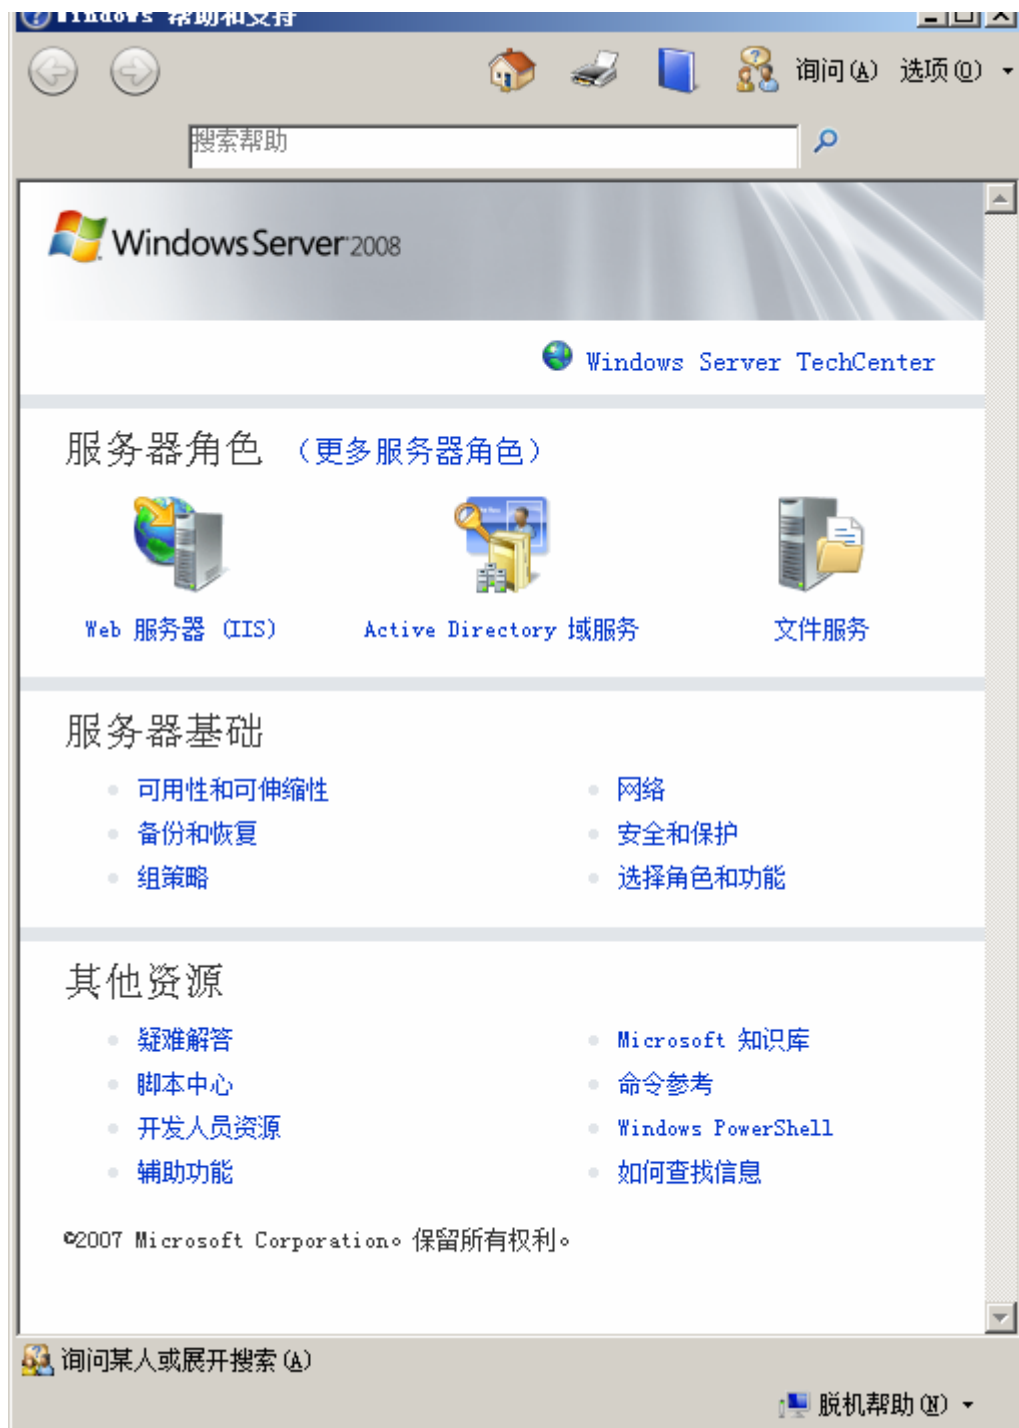 Windows 帮助和支持
询问(A) 选项(O)
搜索帮助
Windows Server 2008
Windows Server TechCenter
服务器角色 （更多服务器角色）
Web 服务器 (IIS) Active Directory 域服务 文件服务
服务器基础
可用性和可伸缩性 网络
备份和恢复 安全和保护
组策略 选择角色和功能
其他资源
疑难解答 Microsoft 知识库
脚本中心 命令参考
开发人员资源 Windows PowerShell
辅助功能 如何查找信息
©2007 Microsoft Corporation。保留所有权利。
询问某人或展开搜索(A)
脱机帮助(N)